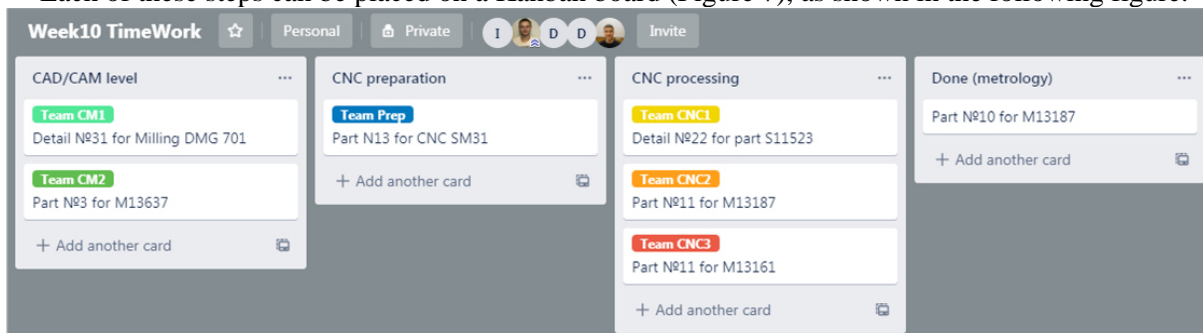 Each of these steps can be placed on a Kanban board (Figure 7), as shown in the following figure.
Week10 TimeWork
Personal
Private
I
D
D
Invite
CAD/CAM level
Team CM1
Detail №31 for Milling DMG 701
Team CM2
Part №3 for M13637
+ Add another card
CNC preparation
Team Prep
Part N13 for CNC SM31
+ Add another card
CNC processing
Team CNC1
Detail №22 for part S11523
Team CNC2
Part №11 for M13187
Team CNC3
Part №11 for M13161
+ Add another card
Done (metrology)
Part №10 for M13187
+ Add another card